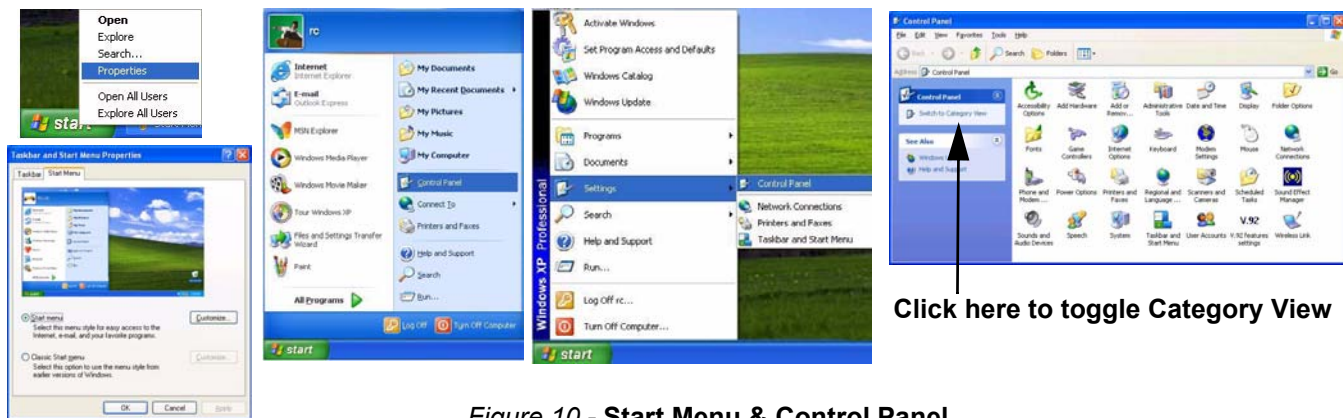 Open
Explore
Search...
Properties
Open All Users
Explore All Users
start
Taskbar and Start Menu Properties
Taskbar
Start Menu
Start menu
Select this menu style for easy access to the
Internet, e-mail, and your favorite programs.
Customize...
Classic Start menu
Select this option to use the menu style from
earlier versions of Windows.
Customize...
OK
Cancel
Apply
rc
Internet
Internet Explorer
E-mail
Outlook Express
MSN Explorer
Windows Media Player
Windows Movie Maker
Tour Windows XP
Files and Settings Transfer
Wizard
Paint
All Programs
My Documents
My Recent Documents
My Pictures
My Music
My Computer
Control Panel
Connect To
Printers and Faxes
Help and Support
Search
Run...
Log Off
Turn Off Computer
start
Activate Windows
Set Program Access and Defaults
Windows Catalog
Windows Update
Programs
Documents
Settings
Search
Help and Support
Run...
Log Off rc...
Turn Off Computer...
Windows XP Professional
Control Panel
Network Connections
Printers and Faxes
Taskbar and Start Menu
start
Control Panel
File Edit View Favorites Tools Help
Back
Search
Folders
Address
Control Panel
Go
Control Panel
Switch to Category View
See Also
Windows
Help and Support
Accessibility
Options
Add Hardware
Add or
Remov...
Administrative
Tools
Date and Time
Display
Folder Options
Fonts
Game
Controllers
Internet
Options
Keyboard
Modem
Settings
Mouse
Network
Connections
Phone and
Modem ...
Power Options
Printers and
Faxes
Regional and
Language ...
Scanners and
Cameras
Scheduled
Tasks
Sound Effect
Manager
Sounds and
Audio Devices
Speech
System
Taskbar and
Start Menu
User Accounts
V.92
V.92 features
settings
Wireless Link
Click here to toggle Category View
Figure 10 - Start Menu & Control Panel